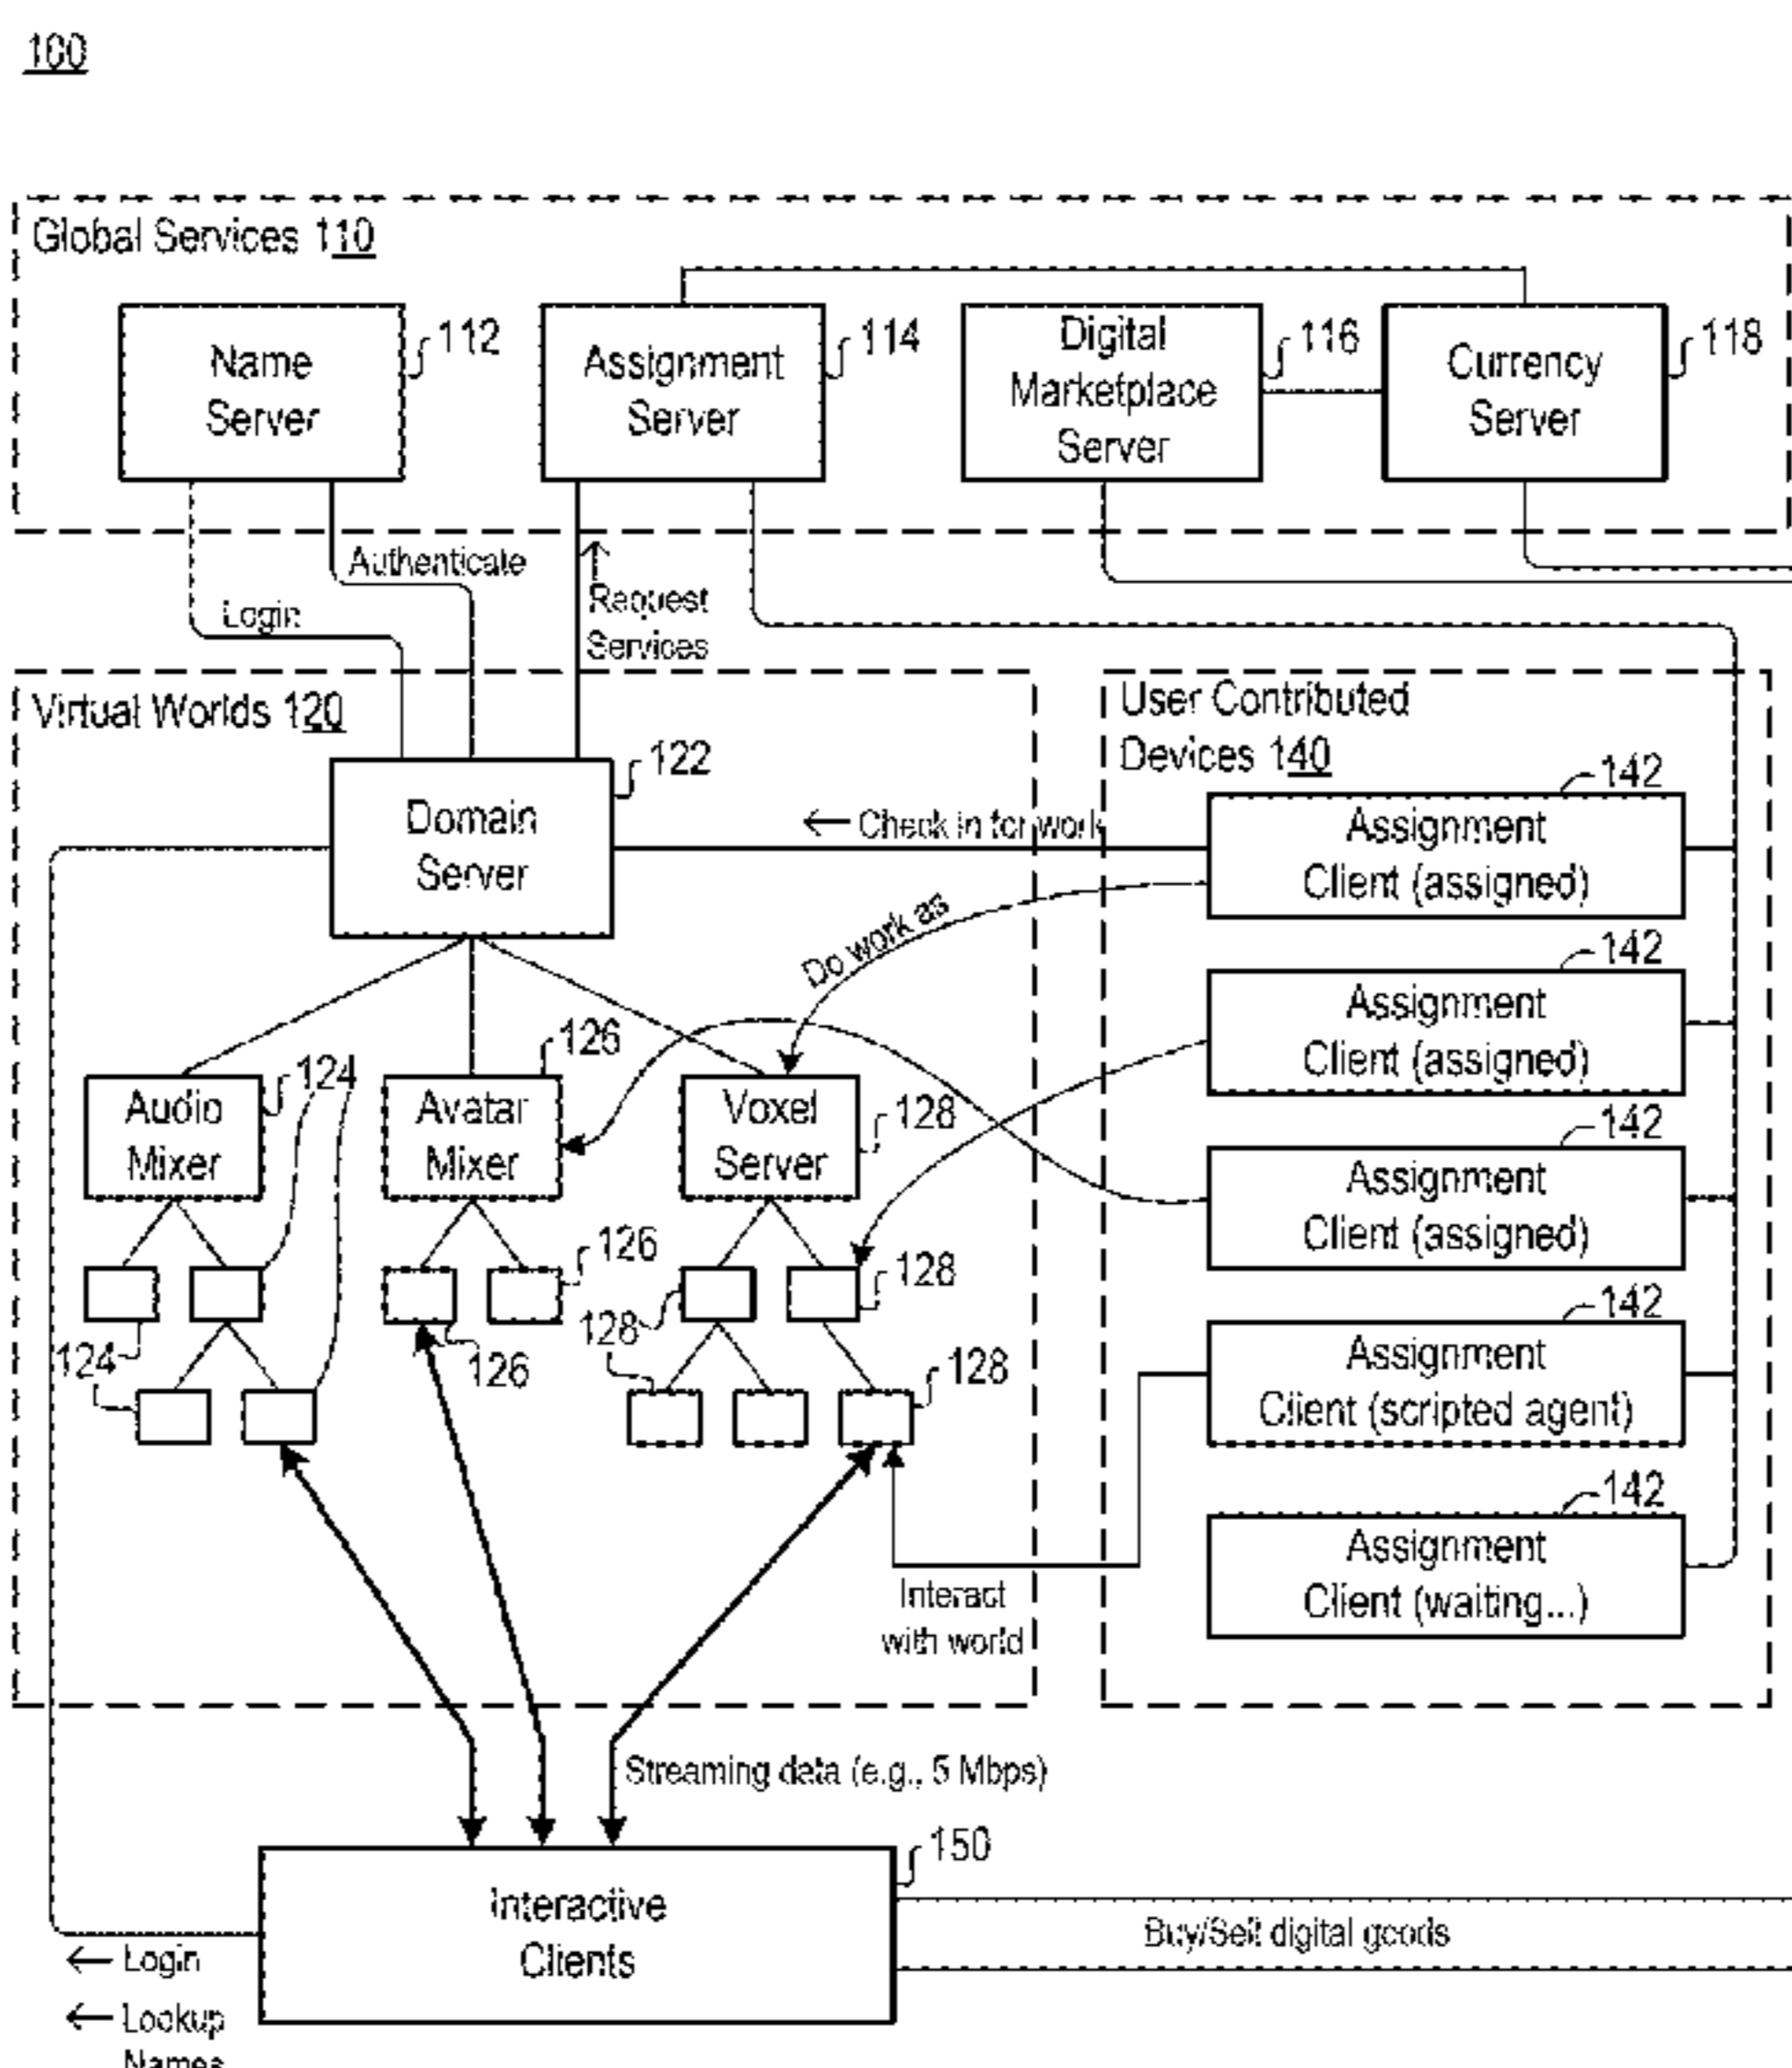 100
Global Services 110
Name
Server
112
Assignment
Server
114
Digital
Marketplace
Server
116
Currency
Server
118
Authenticate
Login
Request
Services
Virtual Worlds 120
Domain
Server
122
User Contributed
Devices 140
← Check in for work
Do work as
142
Assignment
Client (assigned)
142
Assignment
Client (assigned)
142
Assignment
Client (assigned)
142
Assignment
Client (scripted agent)
142
Assignment
Client (waiting...)
Audio
Mixer
124
Avatar
Mixer
126
Voxel
Server
128
126
128
128
124
126
128
Interact
with world
Streaming data (e.g., 5 Mbps)
Interactive
Clients
150
Buy/Sell digital goods
← Login
← Lookup
Names